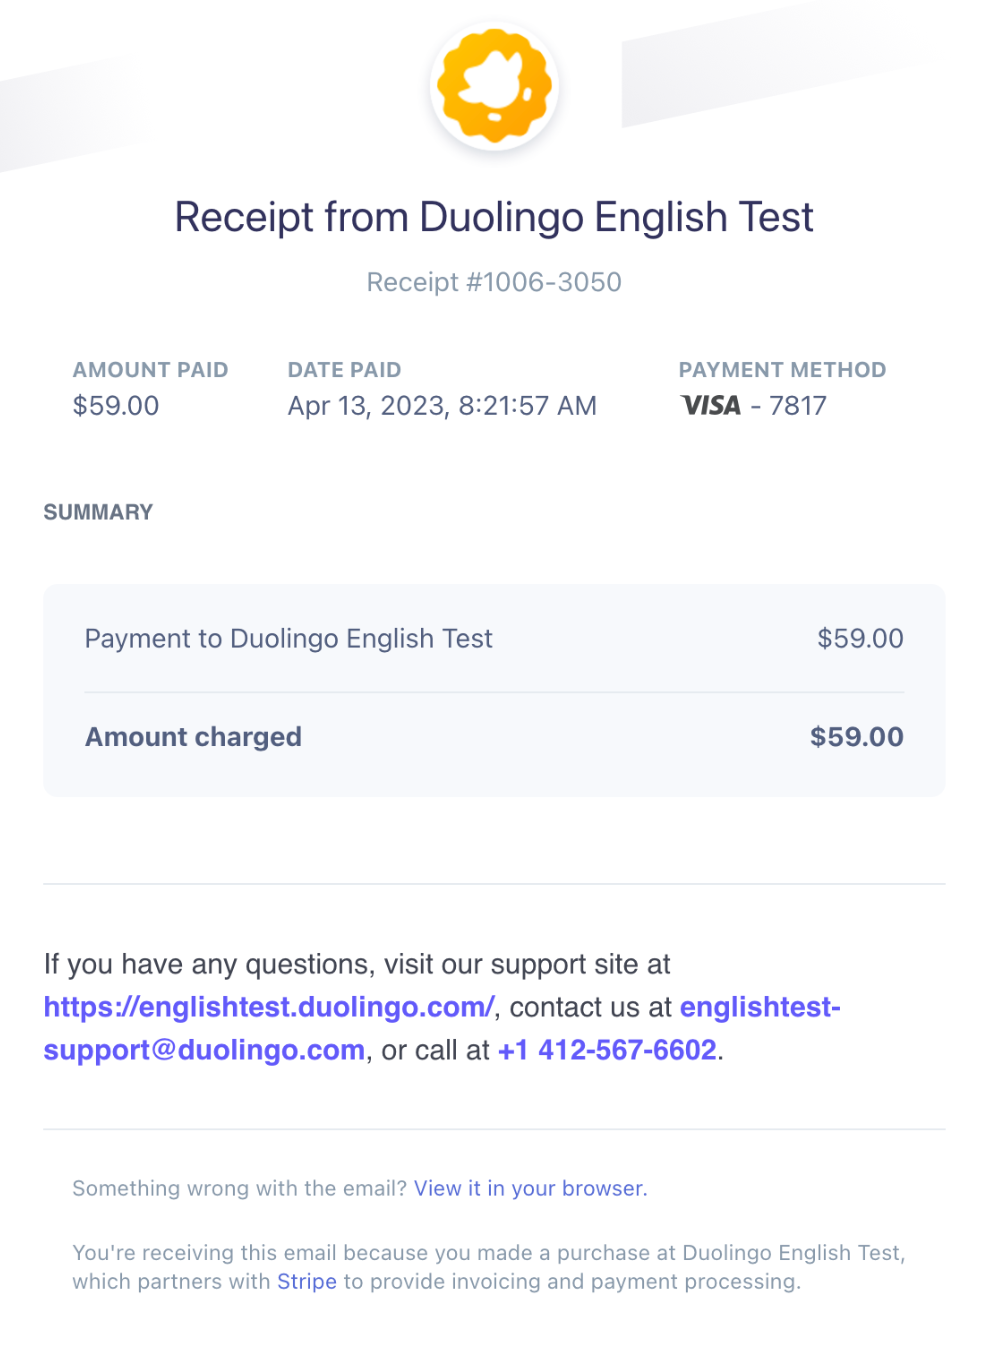 Receipt from Duolingo English Test
Receipt #1006-3050
AMOUNT PAID
$59.00
DATE PAID
Apr 13, 2023, 8:21:57 AM
PAYMENT METHOD
VISA - 7817
SUMMARY
Payment to Duolingo English Test $59.00
Amount charged $59.00
If you have any questions, visit our support site at
https://englishtest.duolingo.com/, contact us at englishtest-
support@duolingo.com, or call at +1 412-567-6602.
Something wrong with the email? View it in your browser.
You're receiving this email because you made a purchase at Duolingo English Test,
which partners with Stripe to provide invoicing and payment processing.